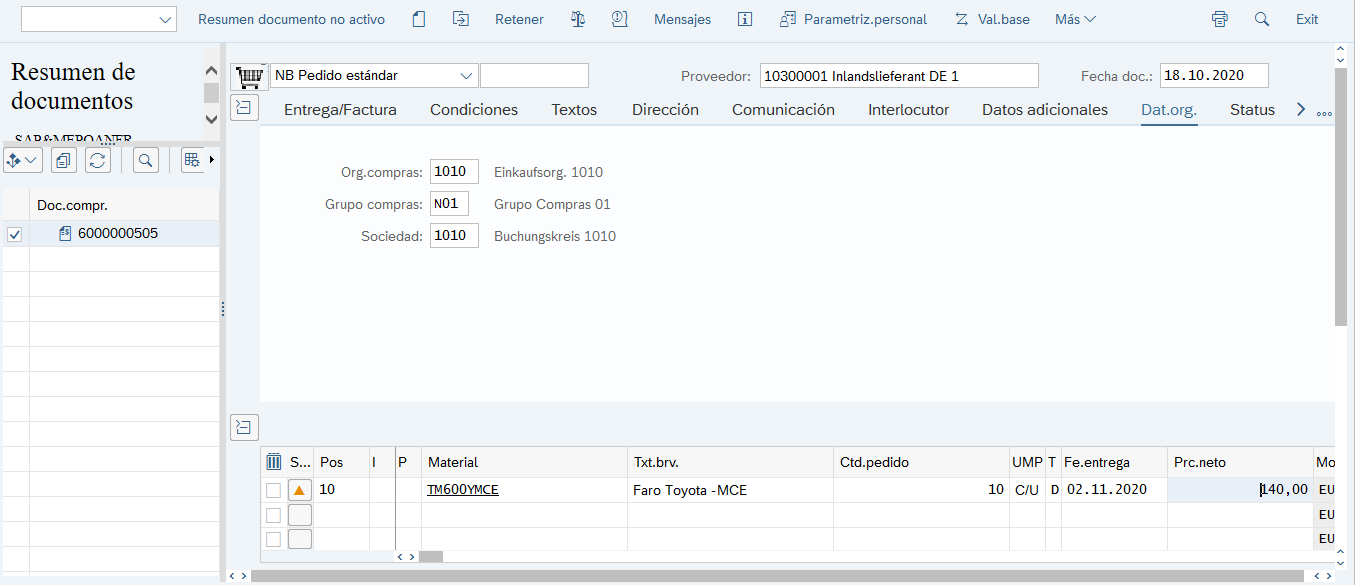 Resumen documento no activo Retener Mensajes Parametriz.personal Val.base Más Exit
Resumen de
documentos
SAP&MEPOANFR
Doc.compr.
6000000505
NB Pedido estándar Proveedor: 10300001 Inlandslieferant DE 1 Fecha doc.: 18.10.2020
Entrega/Factura Condiciones Textos Dirección Comunicación Interlocutor Datos adicionales Dat.org. Status
Org.compras: 1010 Einkaufsorg. 1010
Grupo compras: N01 Grupo Compras 01
Sociedad: 1010 Buchungskreis 1010
S... Pos I P Material Txt.brv. Ctd.pedido UMP T Fe.entrega Prc.neto Mo
10 TM600YMCE Faro Toyota -MCE 10 C/U D 02.11.2020 140,00 EU
EU
EU